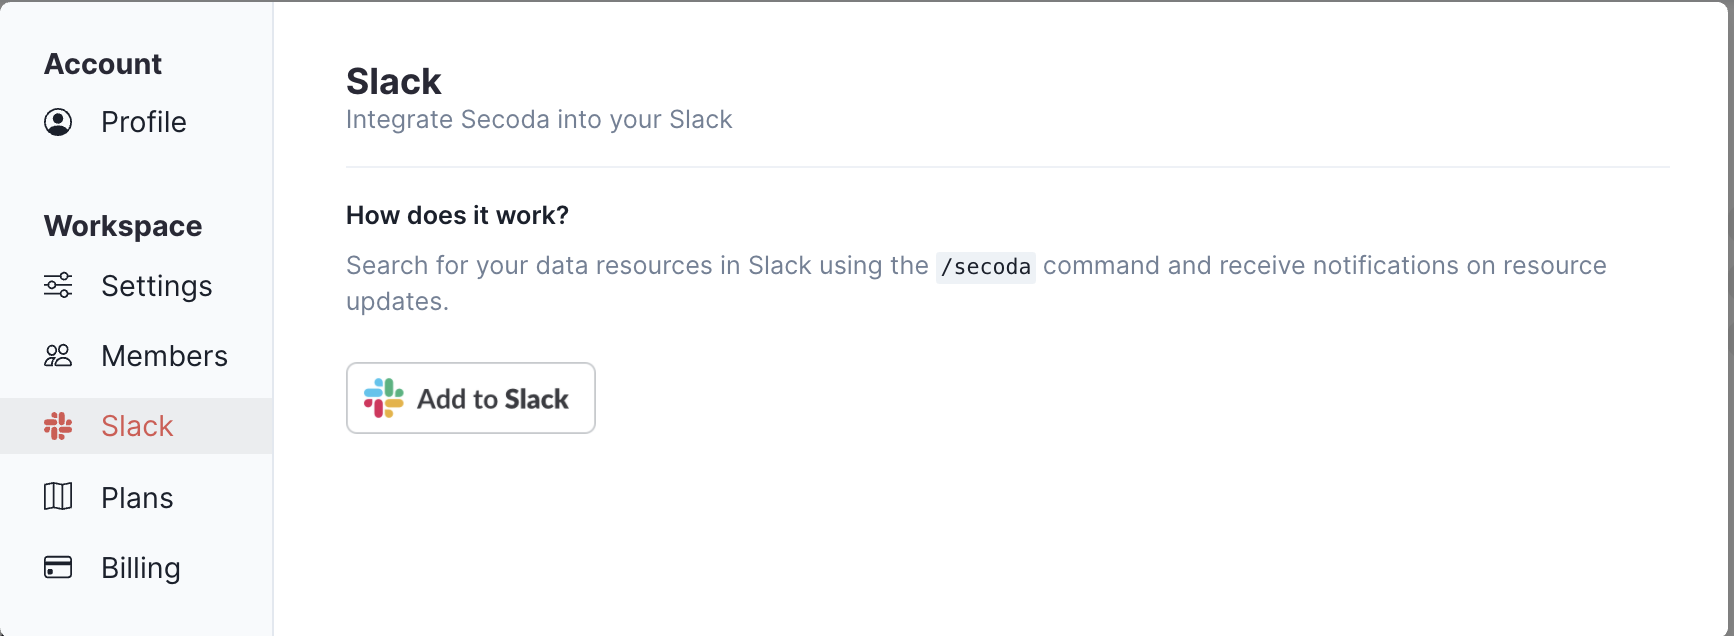 Account
Profile
Workspace
Settings
Members
Slack
Plans
Billing
Slack
Integrate Secoda into your Slack
How does it work?
Search for your data resources in Slack using the /secoda command and receive notifications on resource
updates.
Add to Slack